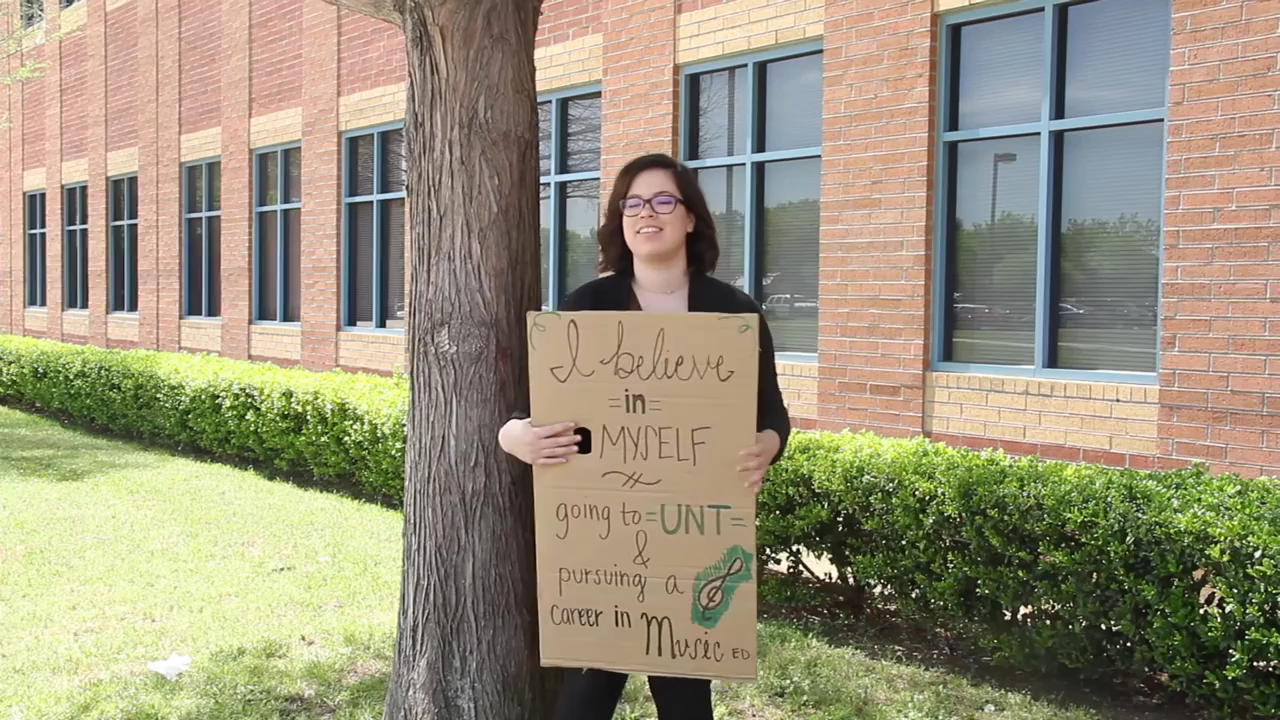 I believe
=in=
MYSELF
going to =UNT=
&
pursuing a
career in Music ED